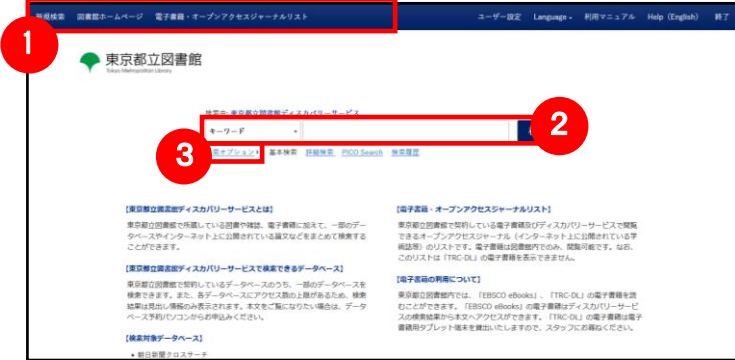 新規検索 図書館ホームページ 電子書籍・オープンアクセスジャーナルリスト
ユーザー設定 Language 利用マニュアル Help (English) 終了
1
東京都立図書館
Tokyo Metropolitan Library
検索中: 東京都立図書館ディスカバリーサービス
キーワード
2
3
索オプション 基本検索 詳細検索 PICO Search 検索履歴
【東京都立図書館ディスカバリーサービスとは】
東京都立図書館で所蔵している図書や雑誌、電子書籍に加えて、一部のデー
タベースやインターネット上に公開されている論文などをまとめて検索する
ことができます。
【東京都立図書館ディスカバリーサービスで検索できるデータベース】
東京都立図書館で契約しているデータベースのうち、一部のデータベースを
検索できます。また、各データベースにアクセス数の上限があるため、検索
結果は見出し情報のみ表示されます。本文をご覧になりたい場合は、データ
ベース予約パソコンからお申込みください。
【検索対象データベース】
• 朝日新聞クロスサーチ
【電子書籍・オープンアクセスジャーナルリスト】
東京都立図書館で契約している電子書籍及びディスカバリーサービスで閲覧
できるオープンアクセスジャーナル（インターネット上に公開されている学
術誌等）のリストです。電子書籍は図書館内でのみ、閲覧可能です。なお、
このリストは「TRC-DL」の電子書籍を表示できません。
【電子書籍の利用について】
東京都立図書館内では、「EBSCO eBooks」、「TRC-DL」の電子書籍を読
むことができます。「EBSCO eBooks」の電子書籍はディスカバリーサービ
スの検索結果から本文へアクセスができます。「TRC-DL」の電子書籍は電子
書籍用タブレット端末を貸出いたしますので、スタッフにお尋ねください。